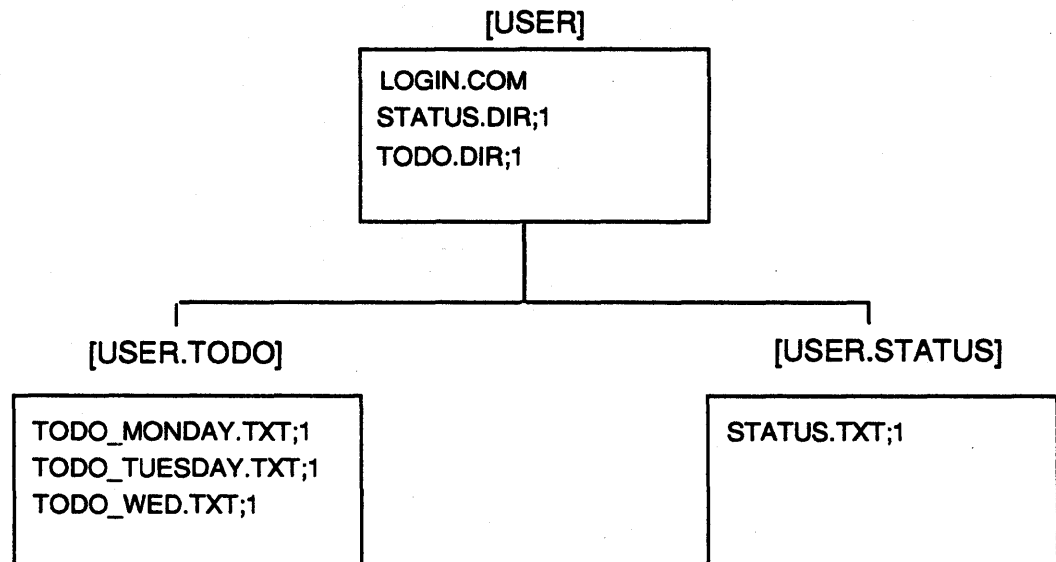 [USER]
LOGIN.COM
STATUS.DIR;1
TODO.DIR;1
[USER.TODO]
TODO_MONDAY.TXT;1
TODO_TUESDAY.TXT;1
TODO_WED.TXT;1
[USER.STATUS]
STATUS.TXT;1